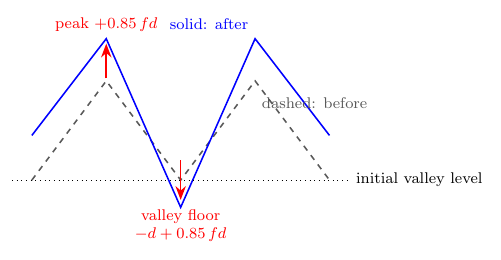 peak +0.85 fd
solid: after
dashed: before
initial valley level
valley floor
−d + 0.85 fd